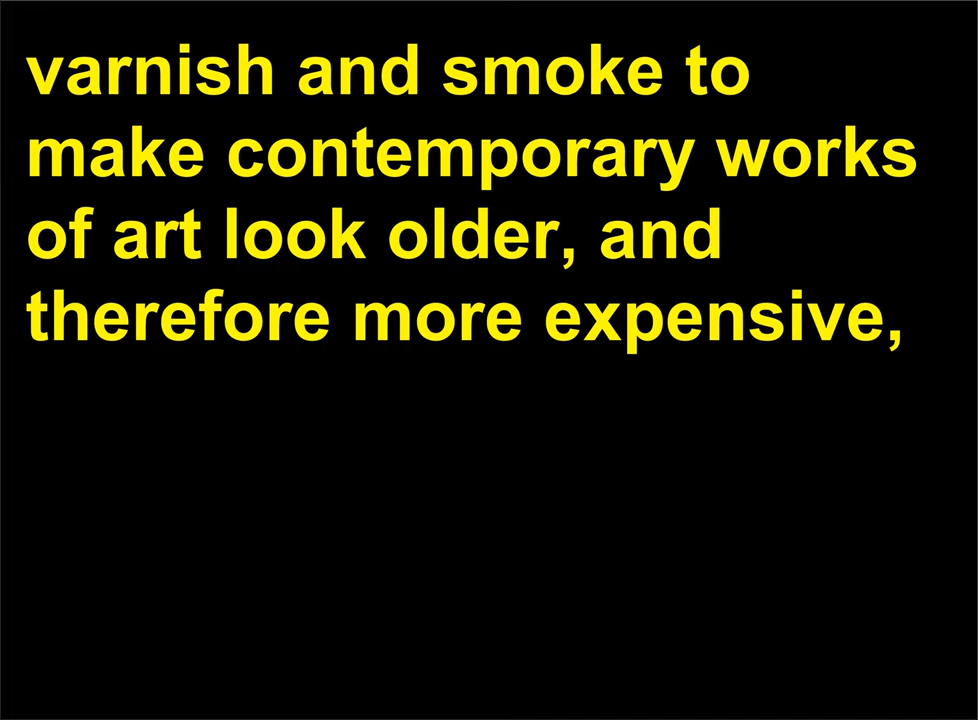 varnish and smoke to
make contemporary works
of art look older, and
therefore more expensive,